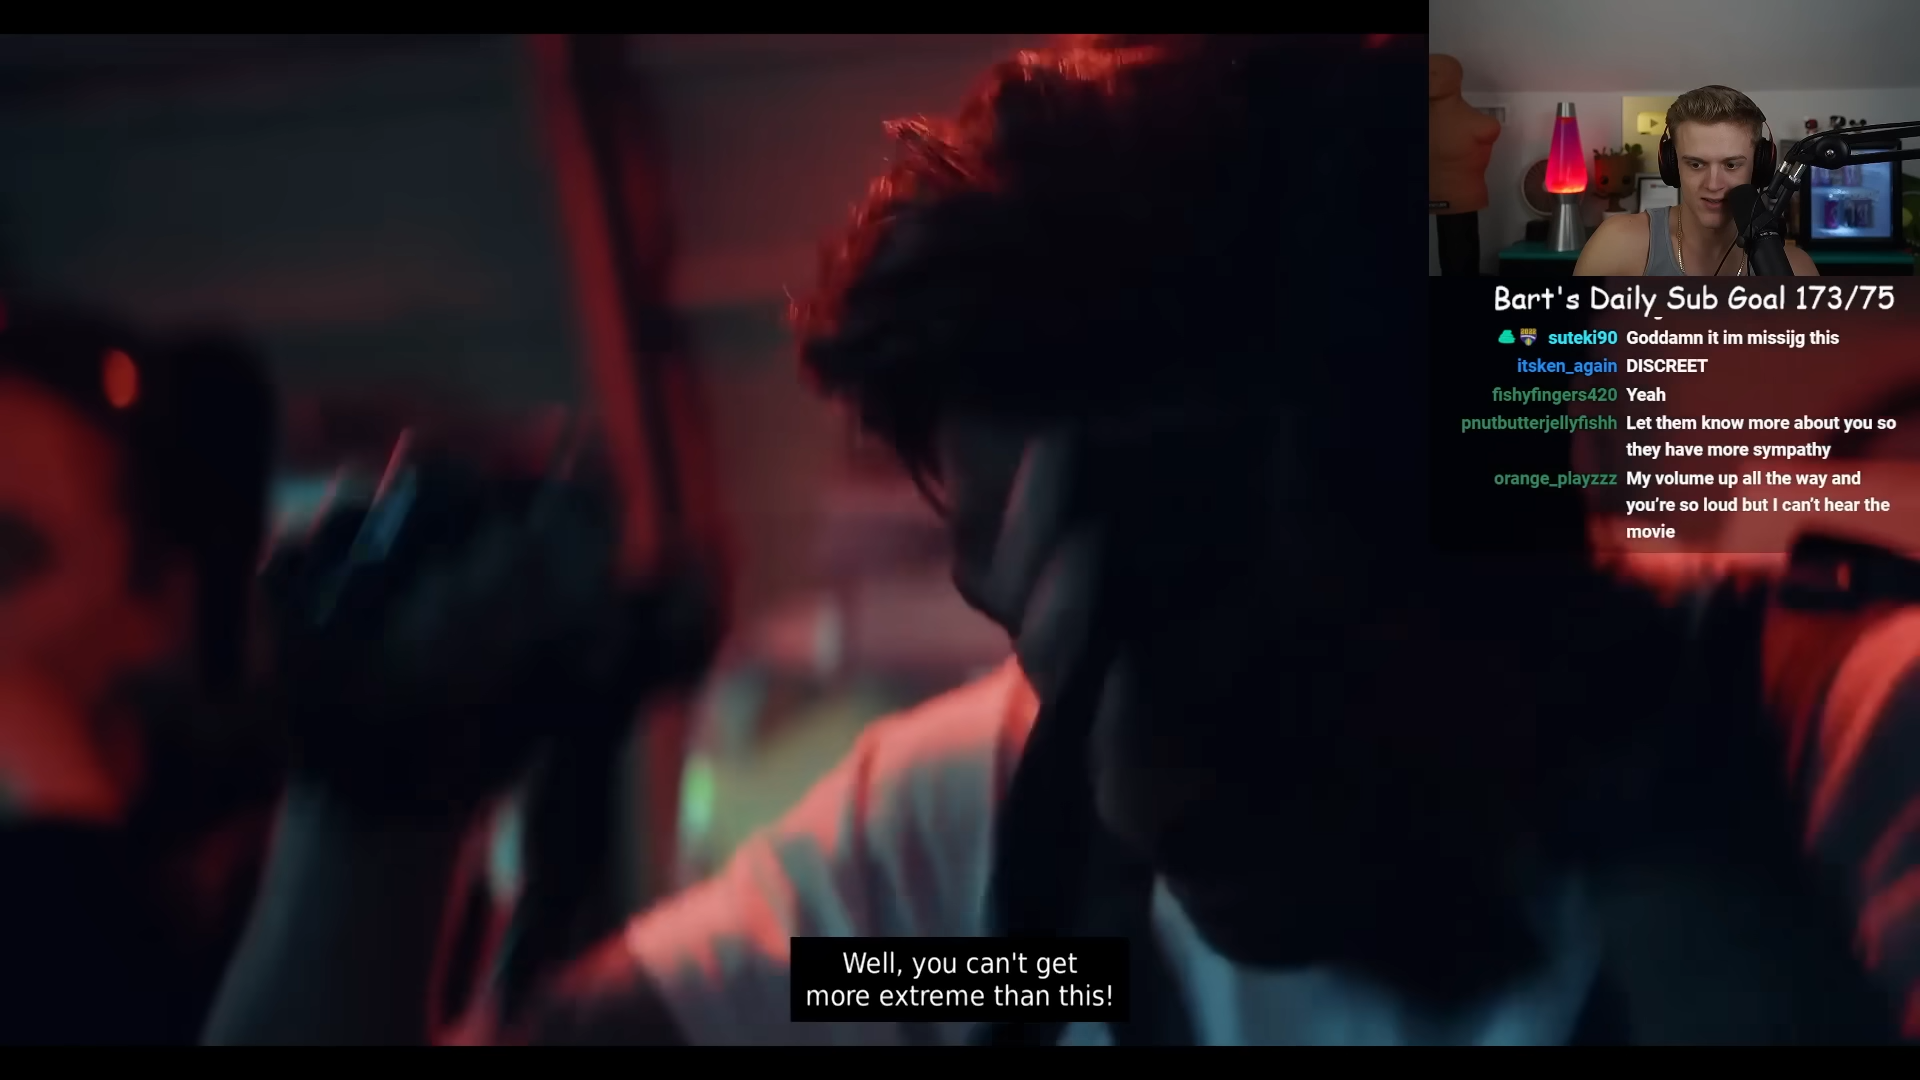 Bart's Daily Sub Goal 173/75
suteki90 Goddamn it im missijg this
itsken_again DISCREET
fishyfingers420 Yeah
pnutbutterjellyfishh Let them know more about you so
they have more sympathy
orange_playzzz My volume up all the way and
you’re so loud but I can’t hear the
movie
Well, you can't get
more extreme than this!